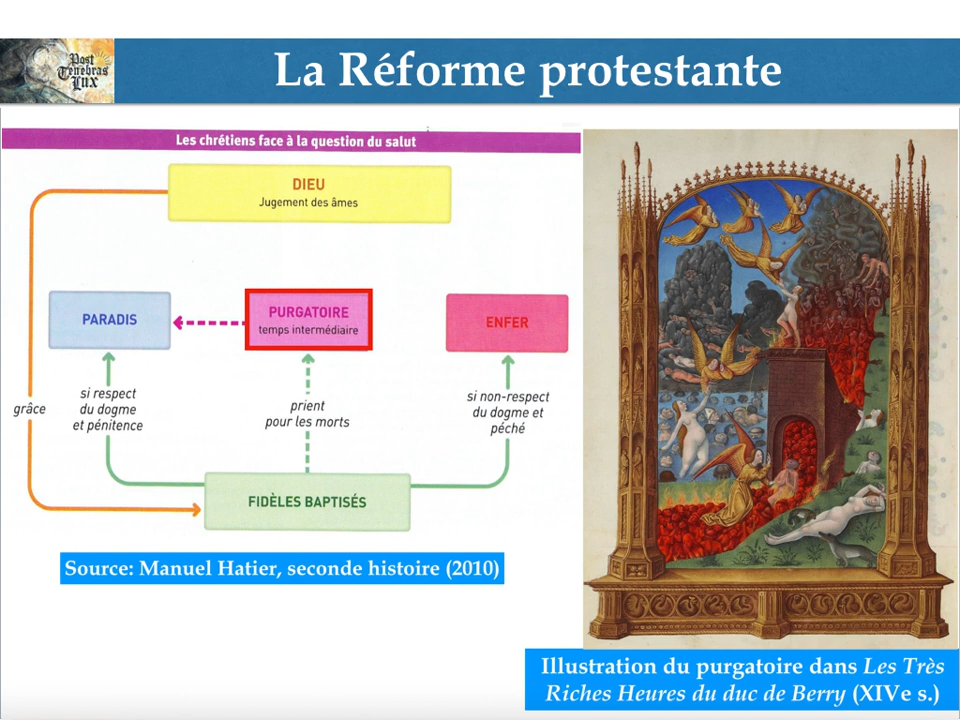 Post
Tenebras
Lux
La Réforme protestante
Les chrétiens face à la question du salut
DIEU
Jugement des âmes
PARADIS
PURGATOIRE
temps intermédiaire
ENFER
grâce
si respect
du dogme
et pénitence
prient
pour les morts
si non-respect
du dogme et
péché
FIDÈLES BAPTISÉS
Source: Manuel Hatier, seconde histoire (2010)
Illustration du purgatoire dans Les Très
Riches Heures du duc de Berry (XIVe s.)